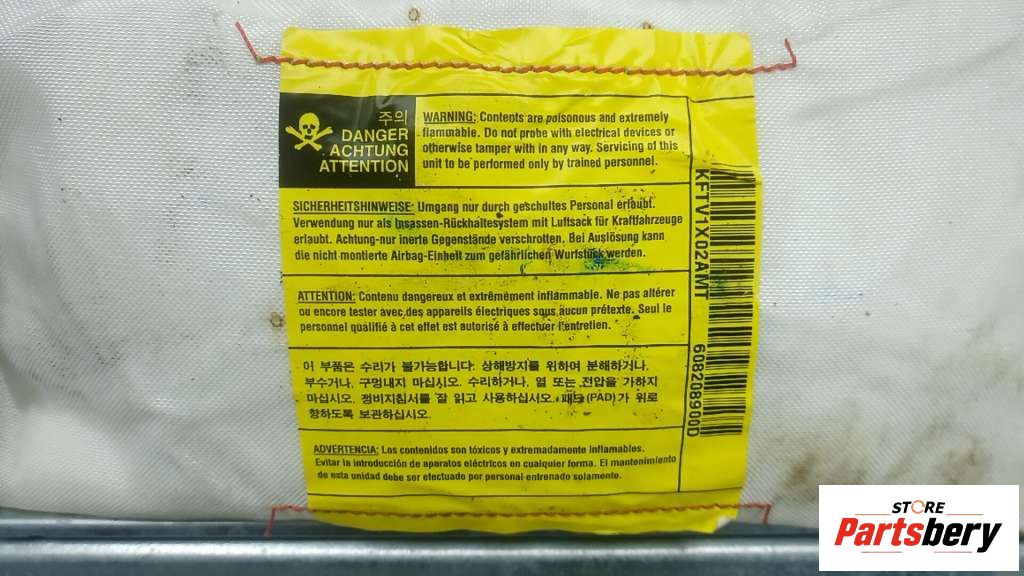 주의
DANGER
ACHTUNG
ATTENTION
WARNING: Contents are poisonous and extremely
flammable. Do not probe with electrical devices or
otherwise tamper with in any way. Servicing of this
unit to be performed only by trained personnel.
SICHERHEITSHINWEISE: Umgang nur durch geschultes Personal erlaubt.
Verwendung nur als Insassen-Rückhaltesystem mit Luftsack für Kraftfahrzeuge
erlaubt. Achtung-nur inerte Gegenstände verschrotten. Bei Auslösung kann
die nicht montierte Airbag-Einheit zum gefährlichen Wurfstück werden.
ATTENTION: Contenu dangereux et extrêmement inflammable. Ne pas altérer
ou encore tester avec des appareils électriques sous aucun prétexte. Seul le
personnel qualifié à cet effet est autorisé à effectuer l'entretien.
이 부품은 수리가 불가능합니다. 상해방지를 위하여 분해하거나,
부수거나, 구멍내지 마십시오. 수리하거나, 열 또는 전압을 가하지
마십시오. 정비지침서를 잘 읽고 사용하십시오. 패드(PAD)가 위로
향하도록 보관하십시오.
ADVERTENCIA: Los contenidos son tóxicos y extremadamente inflamables.
Evitar la introducción de aparatos eléctricos en cualquier forma. El mantenimiento
de esta unidad debe ser efectuado por personal entrenado solamente.
KFTV1X02AMT 608208900D
STORE
Partsbery